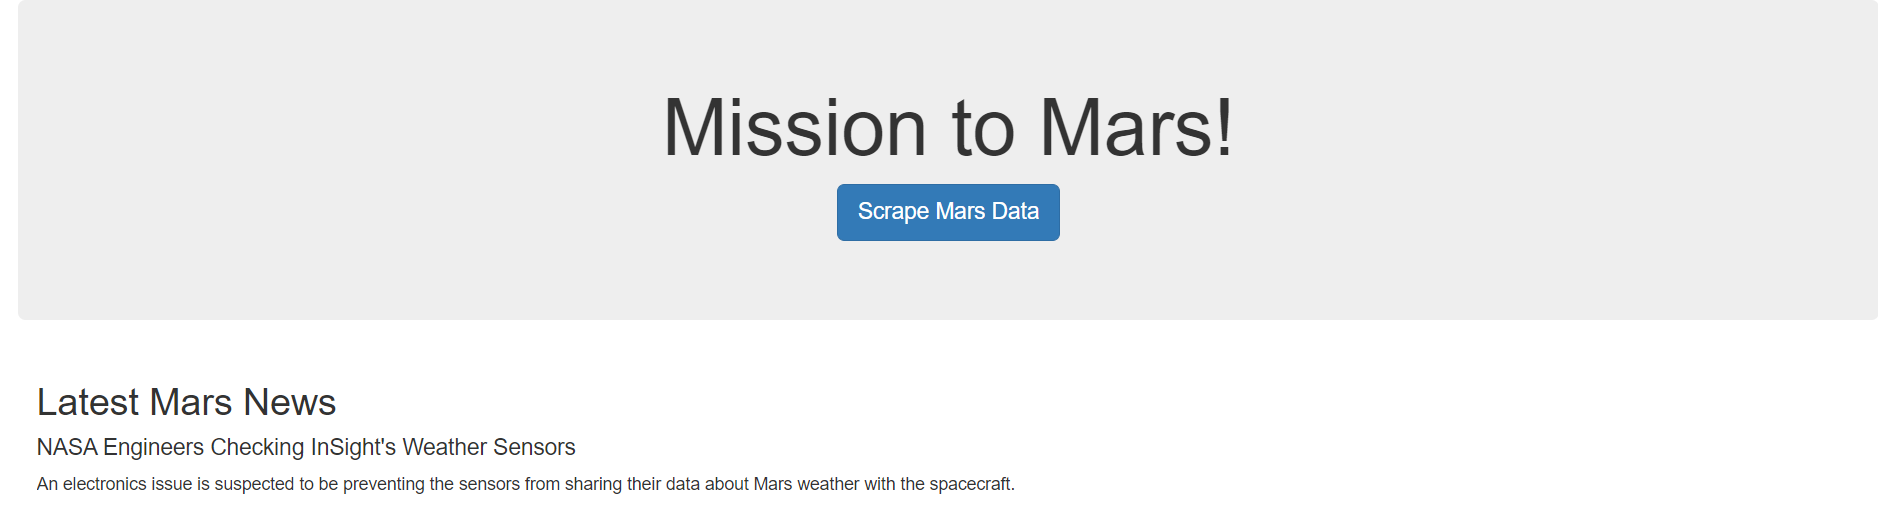 Mission to Mars!
Scrape Mars Data
Latest Mars News
NASA Engineers Checking InSight's Weather Sensors
An electronics issue is suspected to be preventing the sensors from sharing their data about Mars weather with the spacecraft.